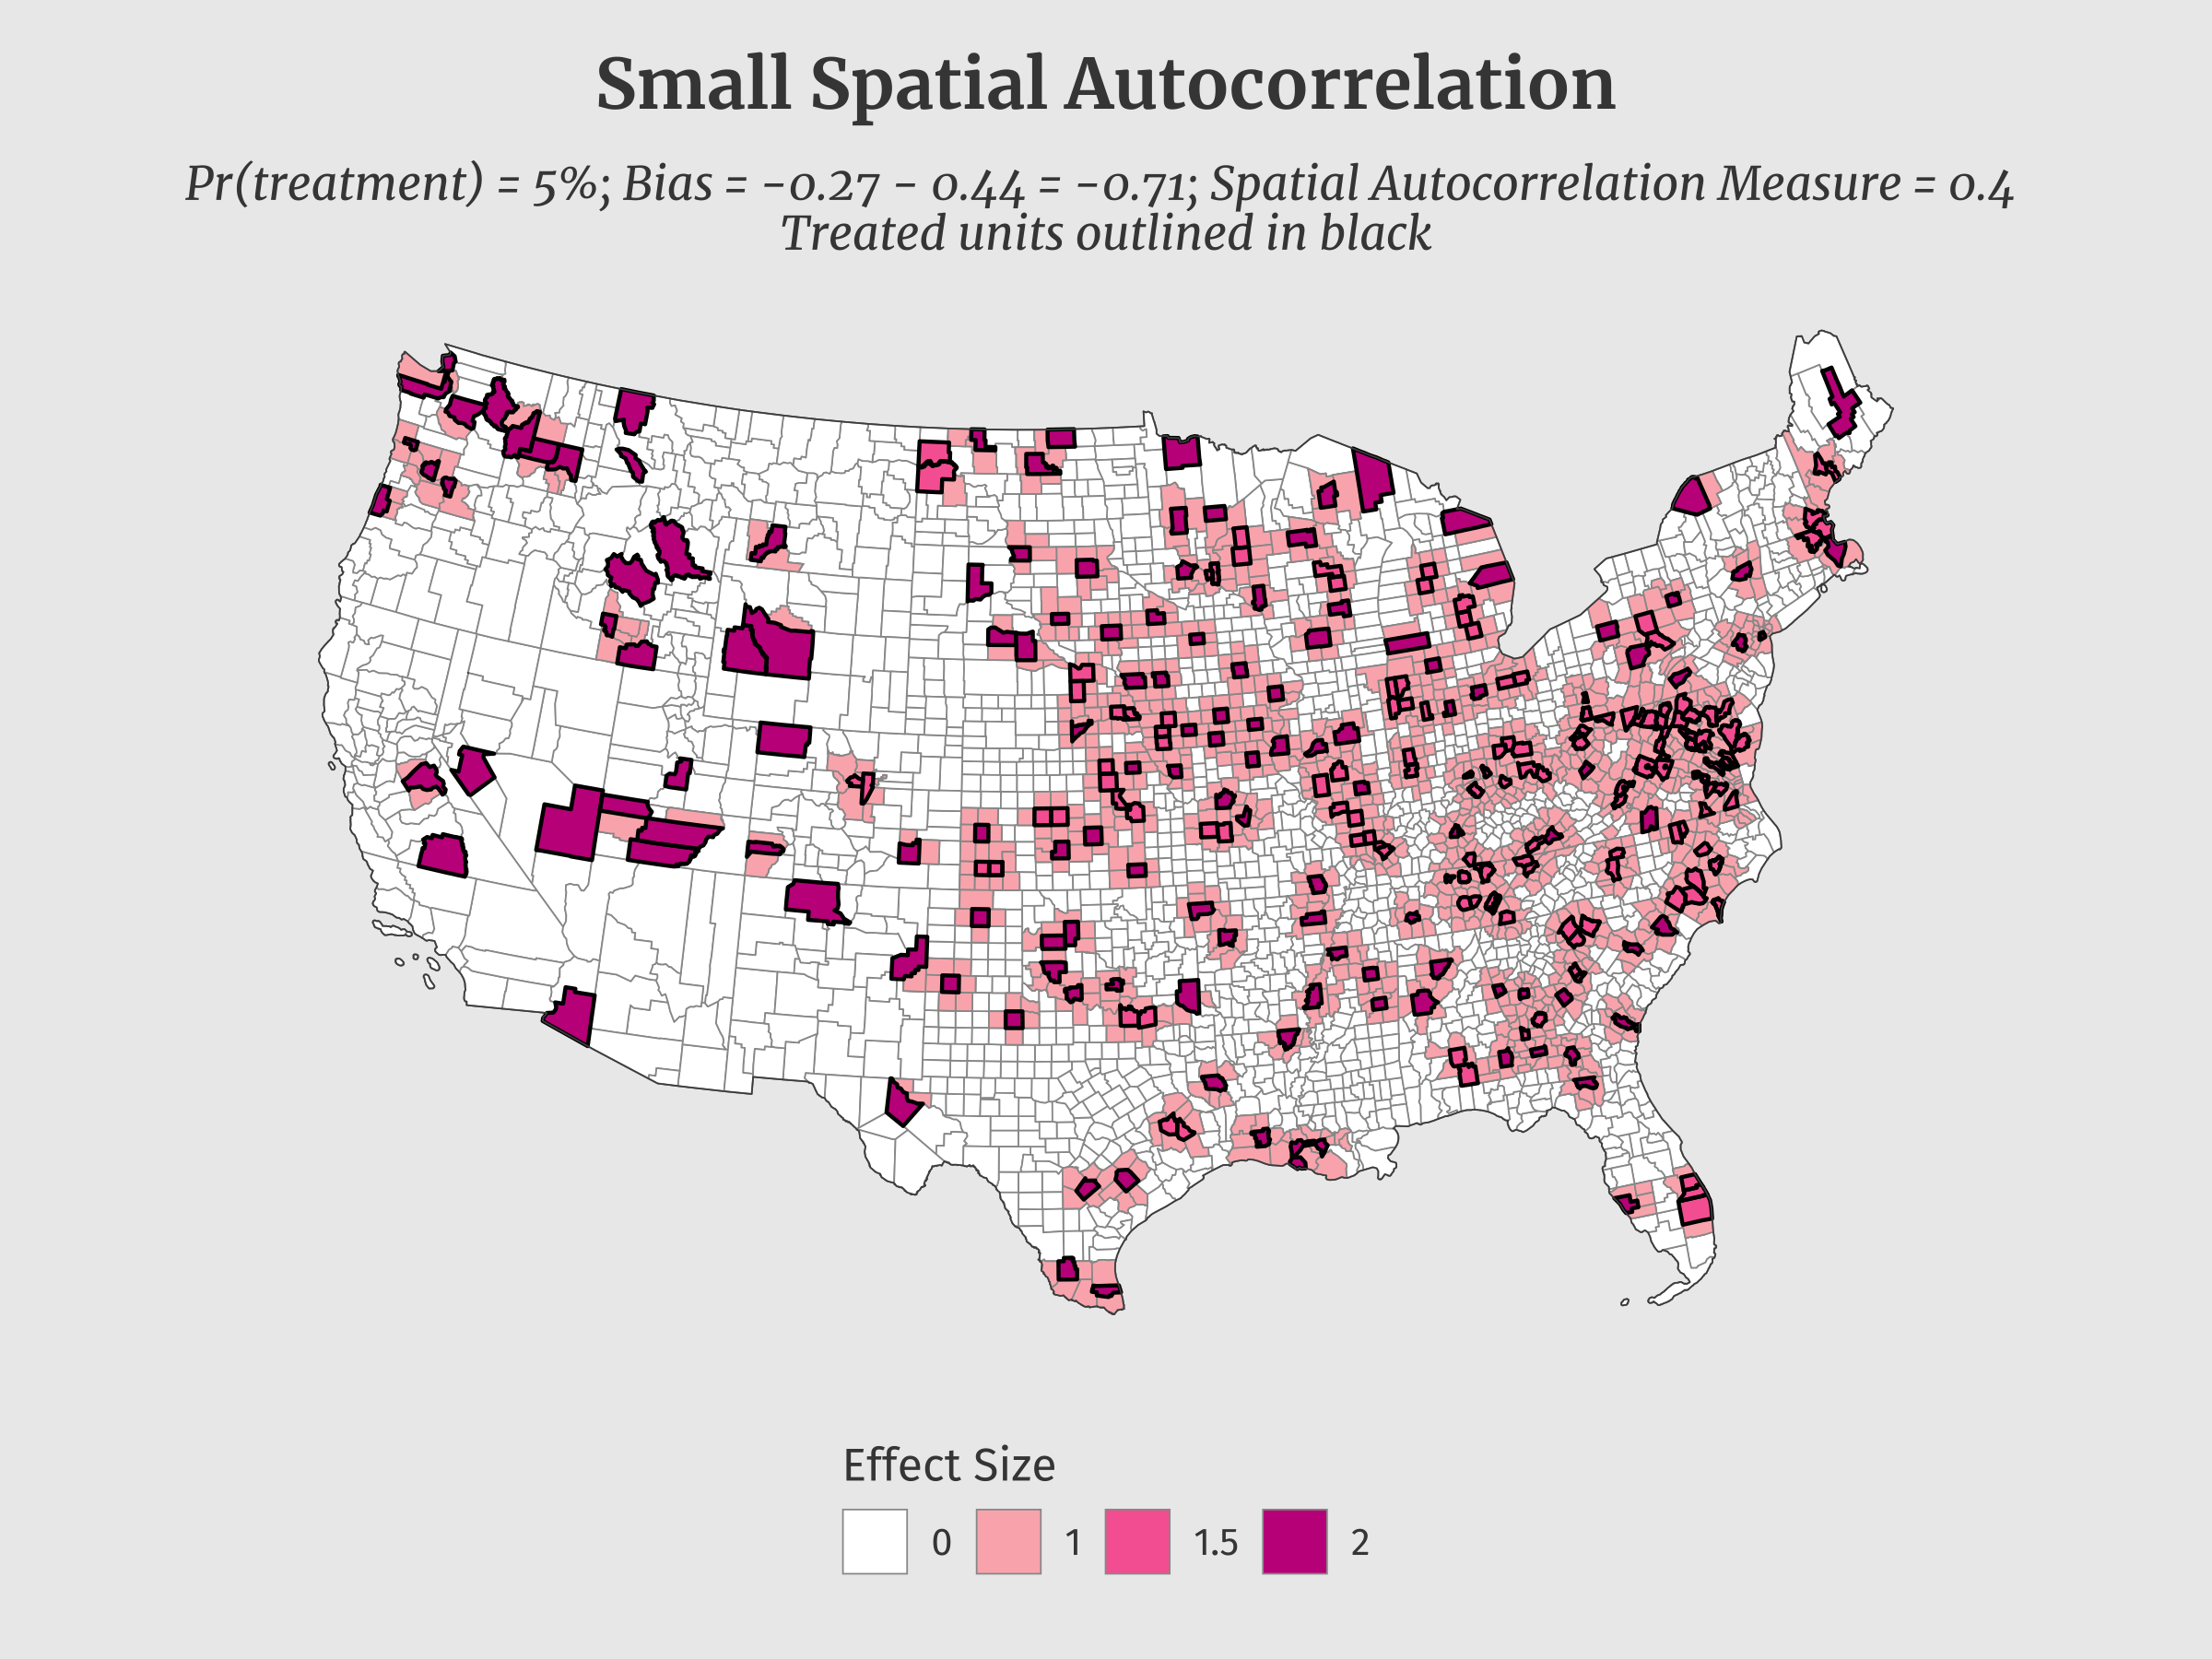 Small Spatial Autocorrelation
Pr(treatment) = 5%; Bias = −0.27 − 0.44 = −0.71; Spatial Autocorrelation Measure = 0.4
Treated units outlined in black
Effect Size
0 1 1.5 2